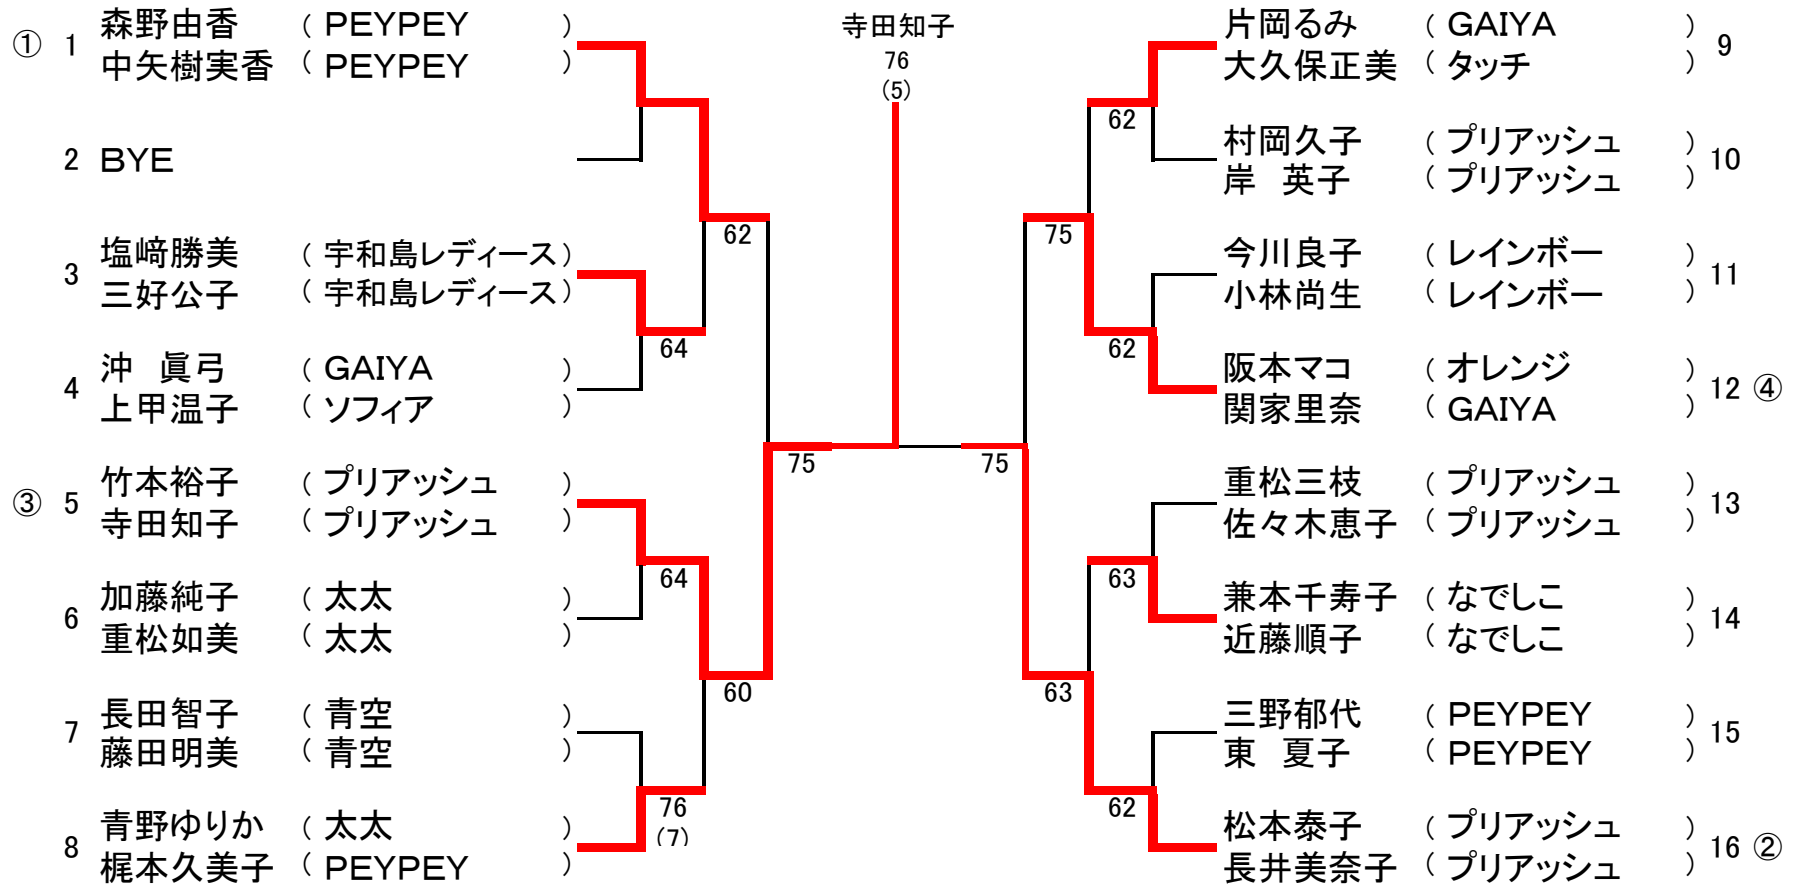 ① 1 森野由香 ( PEYPEY )
中矢樹実香 ( PEYPEY )
2 BYE
3 塩﨑勝美 ( 宇和島レディース )
三好公子 ( 宇和島レディース )
4 沖 眞弓 ( GAIYA )
上甲温子 ( ソフィア )
③ 5 竹本裕子 ( プリアッシュ )
寺田知子 ( プリアッシュ )
6 加藤純子 ( 太太 )
重松如美 ( 太太 )
7 長田智子 ( 青空 )
藤田明美 ( 青空 )
8 青野ゆりか ( 太太 )
梶本久美子 ( PEYPEY )
64
64
76
(7)
62
60
75
寺田知子
76
(5)
75
75
63
62
62
63
62
片岡るみ ( GAIYA ) 9
大久保正美 ( タッチ )
村岡久子 ( プリアッシュ ) 10
岸 英子 ( プリアッシュ )
今川良子 ( レインボー ) 11
小林尚生 ( レインボー )
阪本マコ ( オレンジ ) 12 ④
関家里奈 ( GAIYA )
重松三枝 ( プリアッシュ ) 13
佐々木恵子 ( プリアッシュ )
兼本千寿子 ( なでしこ ) 14
近藤順子 ( なでしこ )
三野郁代 ( PEYPEY ) 15
東 夏子 ( PEYPEY )
松本泰子 ( プリアッシュ ) 16 ②
長井美奈子 ( プリアッシュ )